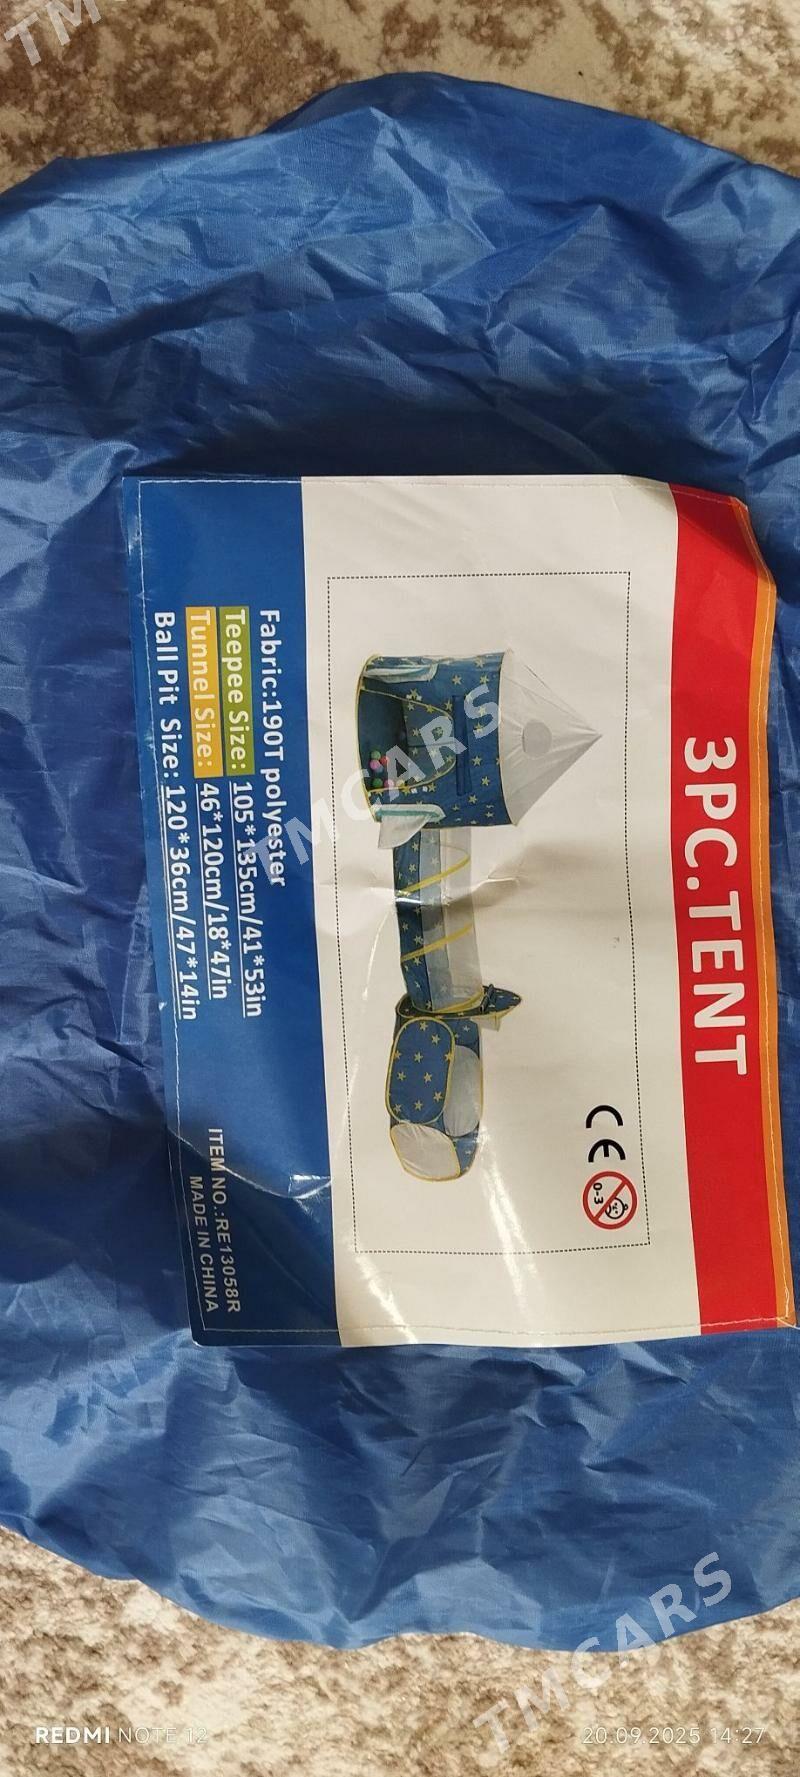 3PC.TENT
CE
0-3
Fabric:190T polyester
Teepee Size: 105*135cm/41*53in
Tunnel Size: 46*120cm/18*47in
Ball Pit Size: 120*36cm/47*14in
ITEM NO.:RE13058R
MADE IN CHINA
TMCARS
TMCARS
TMCARS
REDMI NOTE 12
20.09.2025 14:27